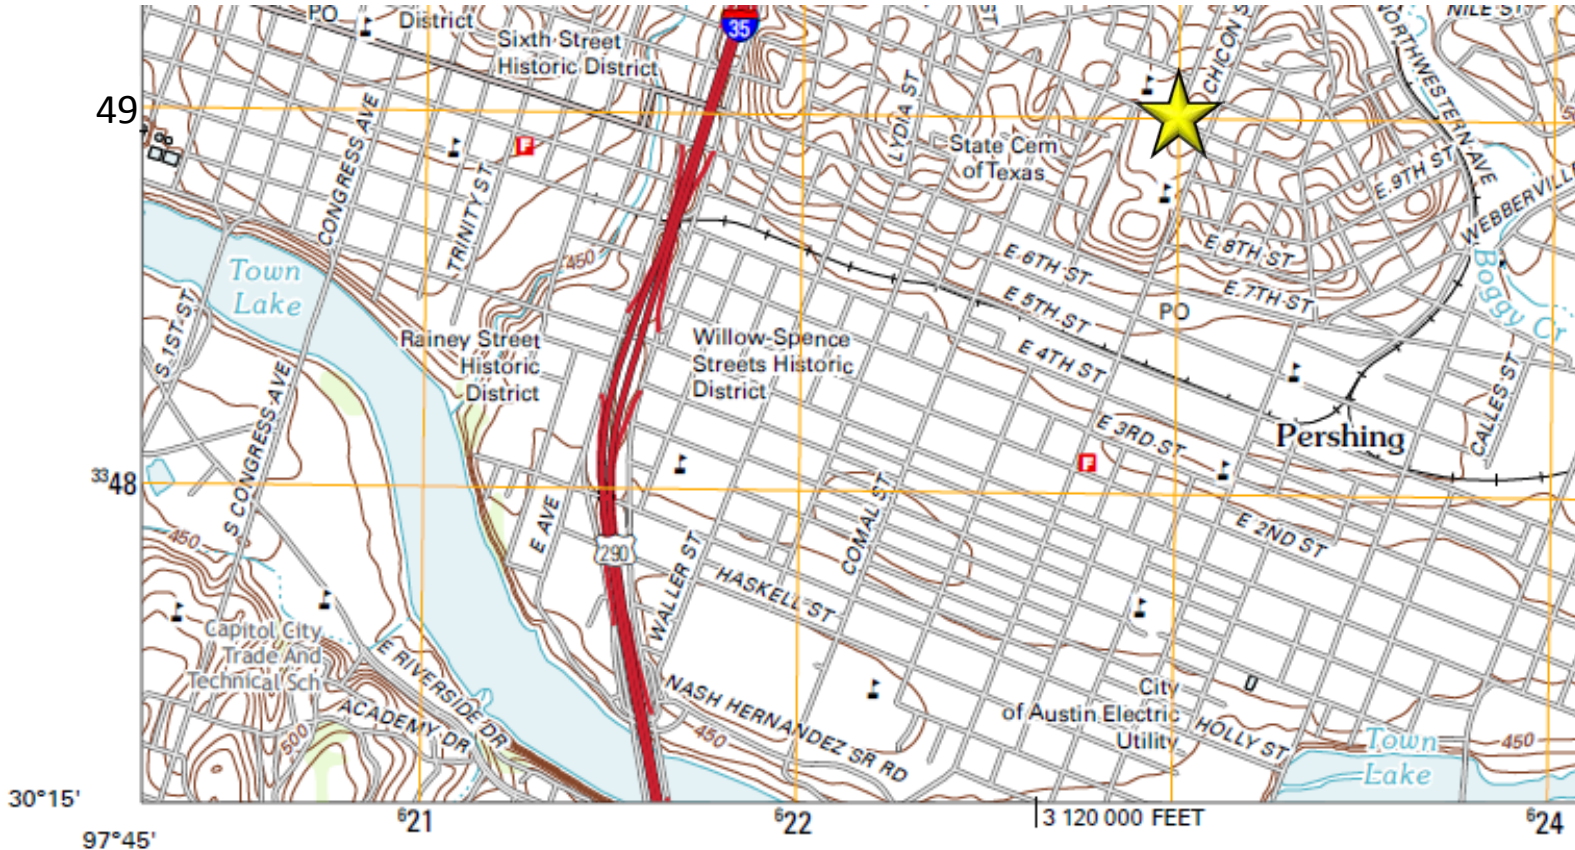 PO
District
35
ST
CHICON S
NORTHWESTERN AVE
NILE ST
Sixth Street
Historic District
49
CONGRESS AVE
LYDIA ST
State Cem
of Texas
E 9TH ST
WEBBERVILLE
TRINITY ST
E 8TH ST
E 6TH ST
E 7TH ST
E 5TH ST
PO
Boggy Cr
450
Town
Lake
S 1ST ST
Rainey Street
Historic
District
Willow-Spence
Streets Historic
District
E 4TH ST
CALLES ST
S CONGRESS AVE
E 3RD ST
F
F
Pershing
3348
450
E AVE
290
COMAL ST
E 2ND ST
WALLER ST
HASKELL ST
Capitol City
Trade And
Technical Sch
E RIVERSIDE DR
ACADEMY DR
500
NASH HERNANDEZ SR RD
450
City
of Austin Electric
Utility
HOLLY ST
Town
Lake
450
30°15'
97°45'
621
622
3 120 000 FEET
624